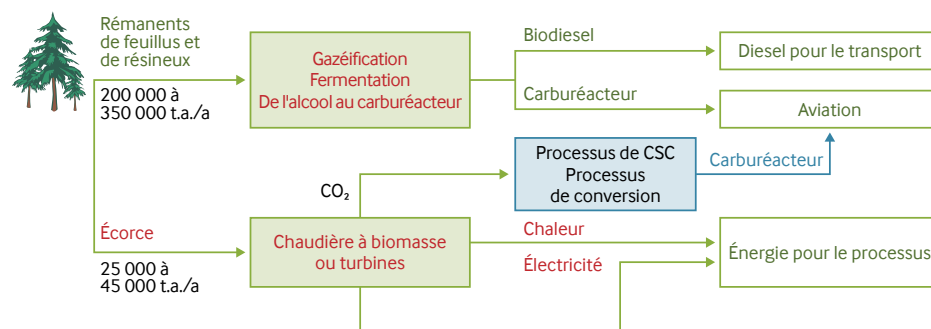 Rémanents
de feuillus et
de résineux
200 000 à
350 000 t.a./a
Gazéification
Fermentation
De l'alcool au carburéacteur
Biodiesel
Diesel pour le transport
Carburéacteur
Aviation
Processus de CSC
Processus
de conversion
Carburéacteur
CO₂
Écorce
25 000 à
45 000 t.a./a
Chaudière à biomasse
ou turbines
Chaleur
Électricité
Énergie pour le processus